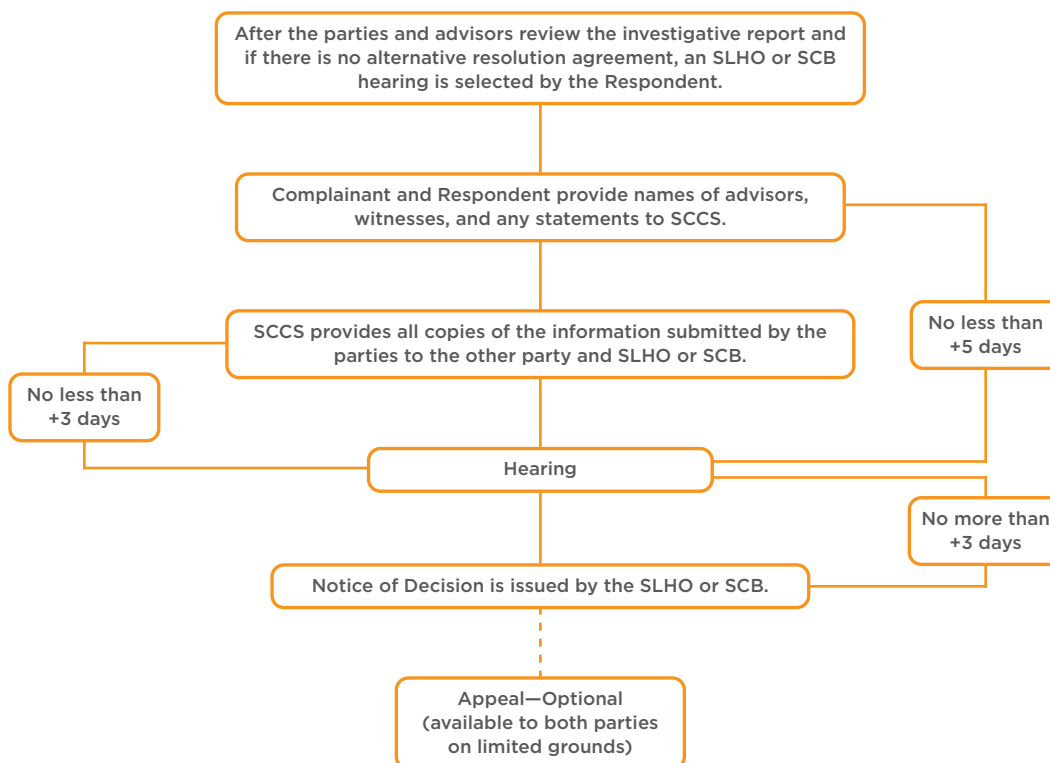 After the parties and advisors review the investigative report and
if there is no alternative resolution agreement, an SLHO or SCB
hearing is selected by the Respondent.
Complainant and Respondent provide names of advisors,
witnesses, and any statements to SCCS.
SCCS provides all copies of the information submitted by the
parties to the other party and SLHO or SCB.
No less than
+5 days
No less than
+3 days
Hearing
No more than
+3 days
Notice of Decision is issued by the SLHO or SCB.
Appeal—Optional
(available to both parties
on limited grounds)